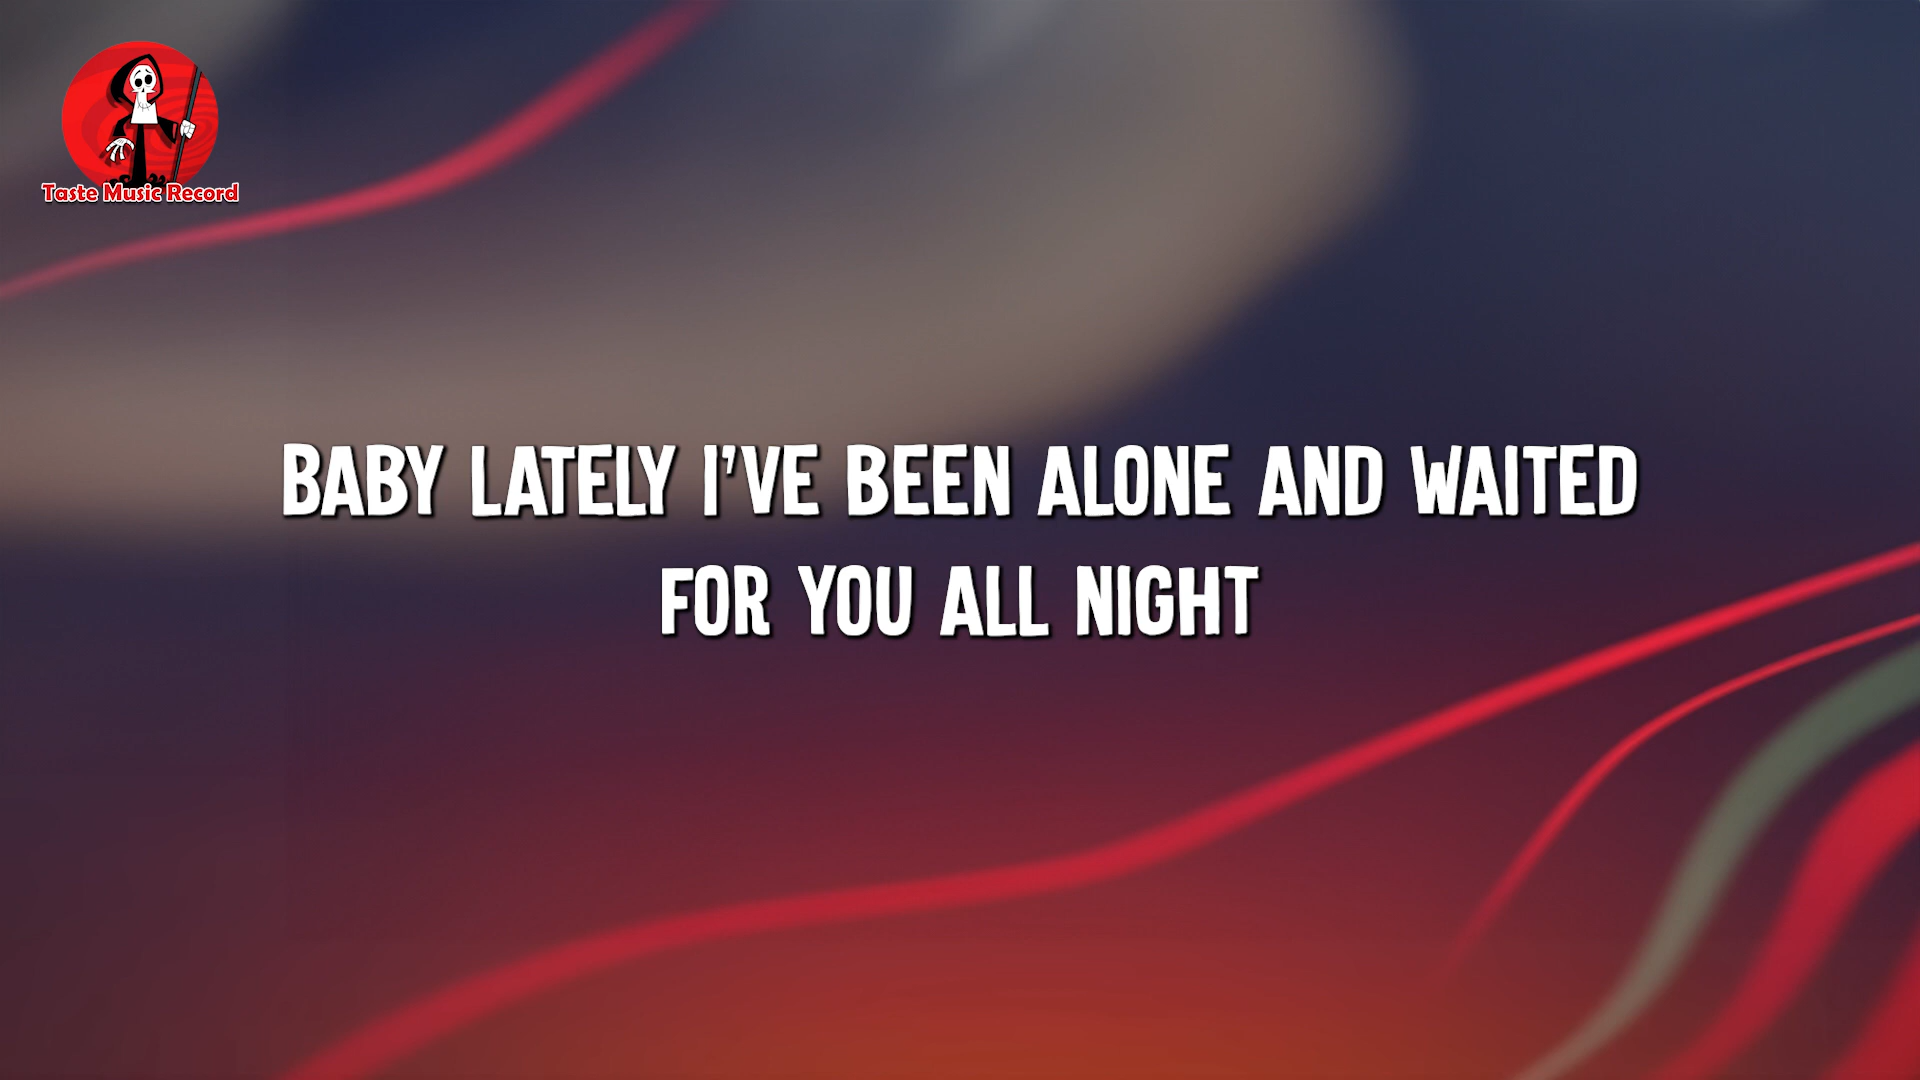 Taste Music Record
BABY LATELY I'VE BEEN ALONE AND WAITED
FOR YOU ALL NIGHT